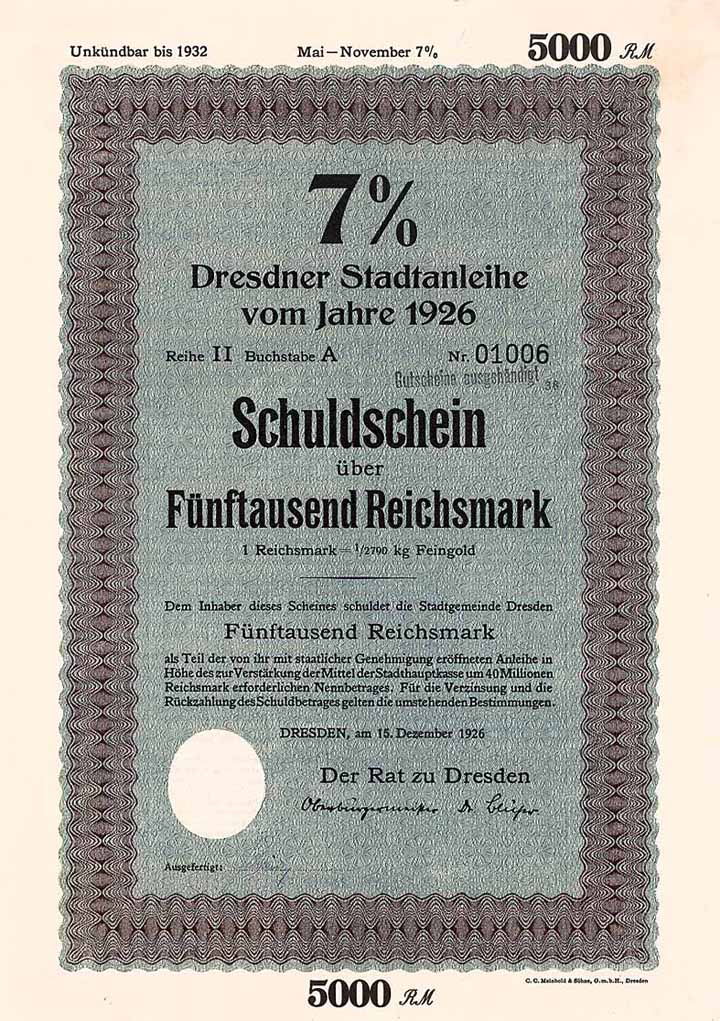 Unkündbar bis 1932 Mai—November 7% 5000 RM
7%
Dresdner Stadtanleihe
vom Jahre 1926
Reihe II Buchstabe A Nr. 01006
Gutscheine ausgehändigt
Schuldschein
über
Fünftausend Reichsmark
1 Reichsmark = 1/2790 kg Feingold
Dem Inhaber dieses Scheines schuldet die Stadtgemeinde Dresden
Fünftausend Reichsmark
als Teil der von ihr mit staatlicher Genehmigung eröffneten Anleihe in
Höhe des zur Verstärkung der Mittel der Stadthauptkasse um 40 Millionen
Reichsmark erforderlichen Nennbetrages. Für die Verzinsung und die
Rückzahlung des Schuldbetrages gelten die umstehenden Bestimmungen.
DRESDEN, am 15. Dezember 1926
Der Rat zu Dresden
Oberbürgermeister Dr. Blüher
Ausgefertigt:
C. C. Meinhold & Söhne, G. m. b. H., Dresden
5000 RM